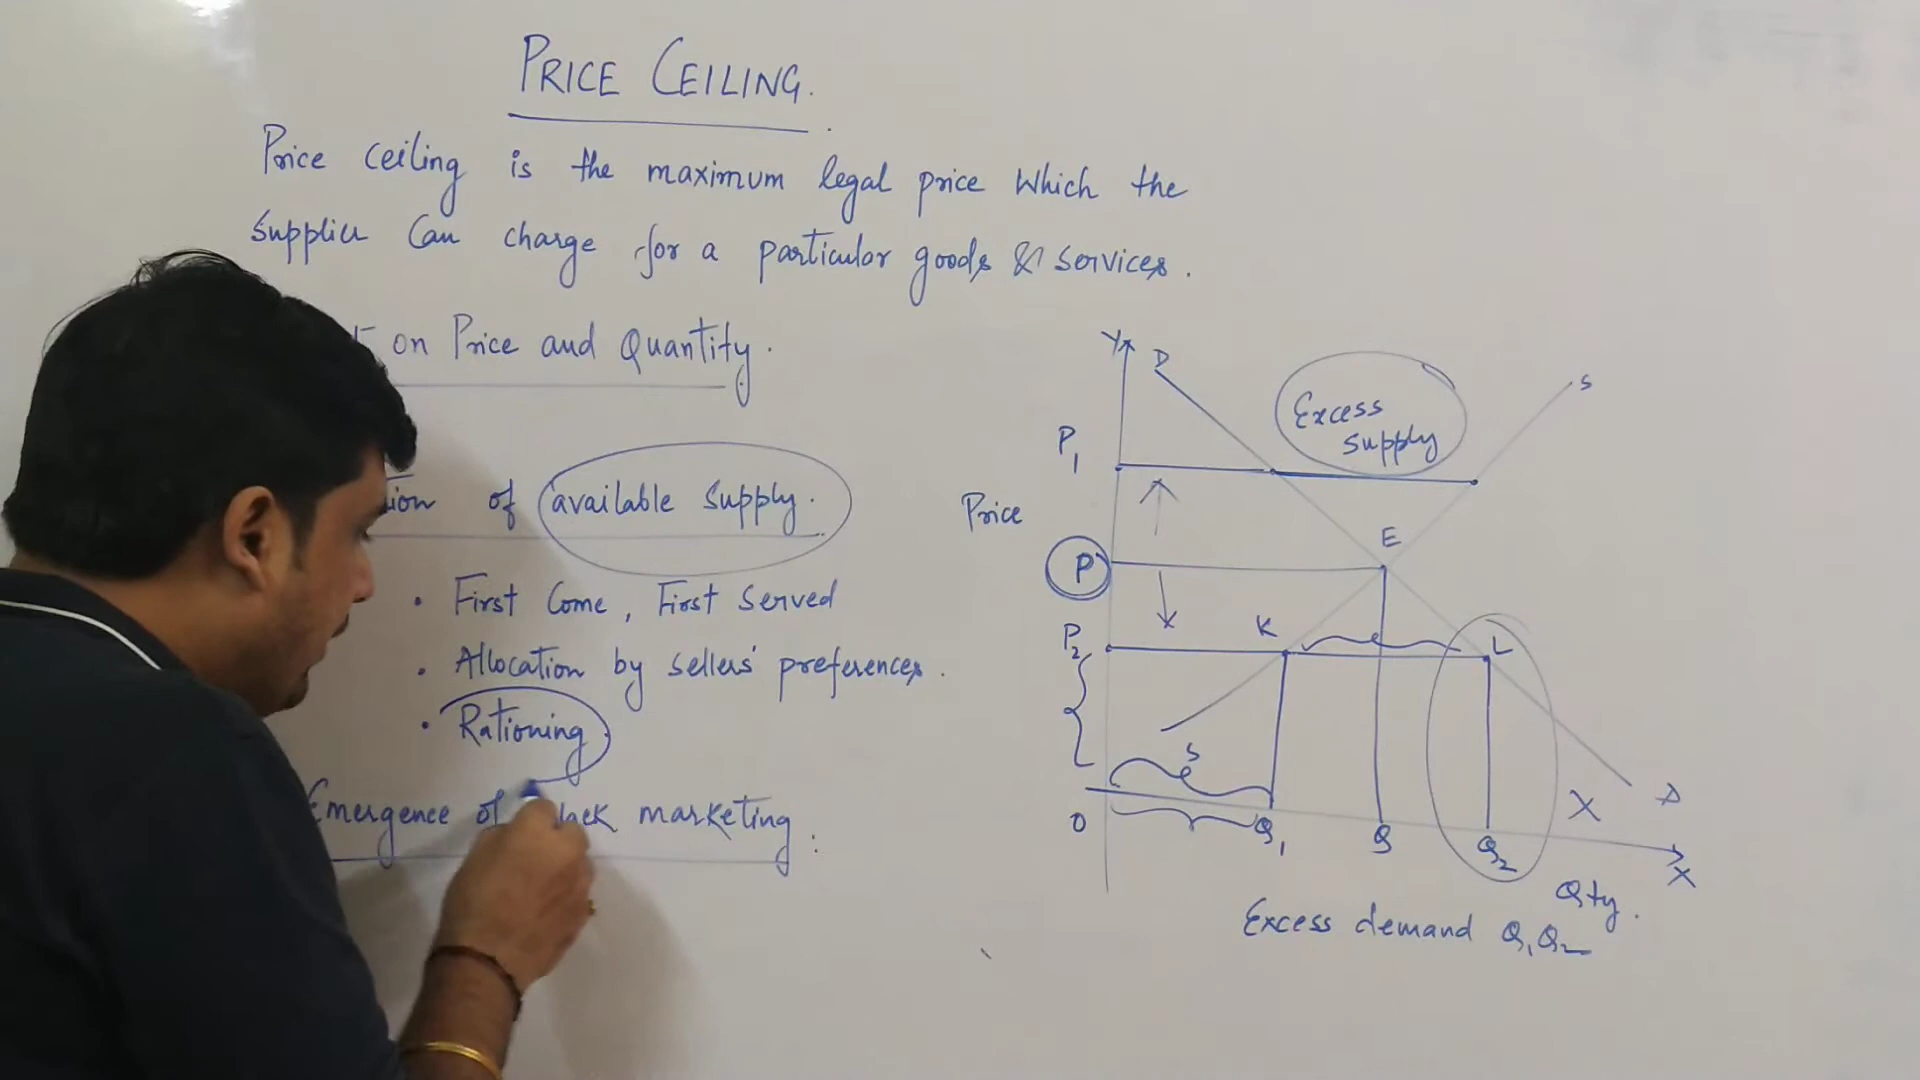 PRICE CEILING.
Price ceiling is the maximum legal price which the
supplier can charge for a particular goods & services.
on Price and Quantity.
of available supply.
• First Come, First Served
• Allocation by sellers' preferences.
• Rationing
Emergence of marketing:
Y
D
S
Excess
supply
P1
Price
E
P
P2
K
L
S
X
D
O
Q1
Q
Q2
X
Qty.
Excess demand Q1Q2